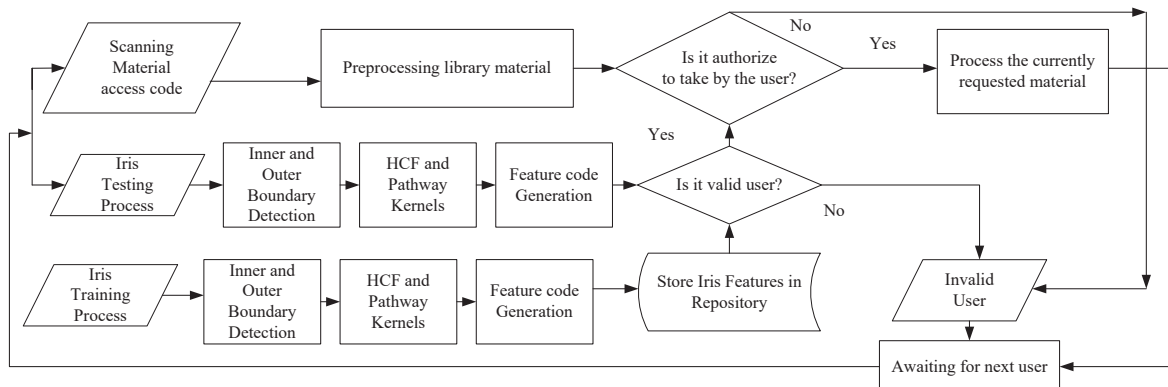 Scanning
Material
access code
Preprocessing library material
Is it authorize
to take by the user?
No
Yes
Process the currently
requested material
Yes
Iris
Testing
Process
Inner and
Outer
Boundary
Detection
HCF and
Pathway
Kernels
Feature code
Generation
Is it valid user?
No
Iris
Training
Process
Inner and
Outer
Boundary
Detection
HCF and
Pathway
Kernels
Feature code
Generation
Store Iris Features in
Repository
Invalid
User
Awaiting for next user